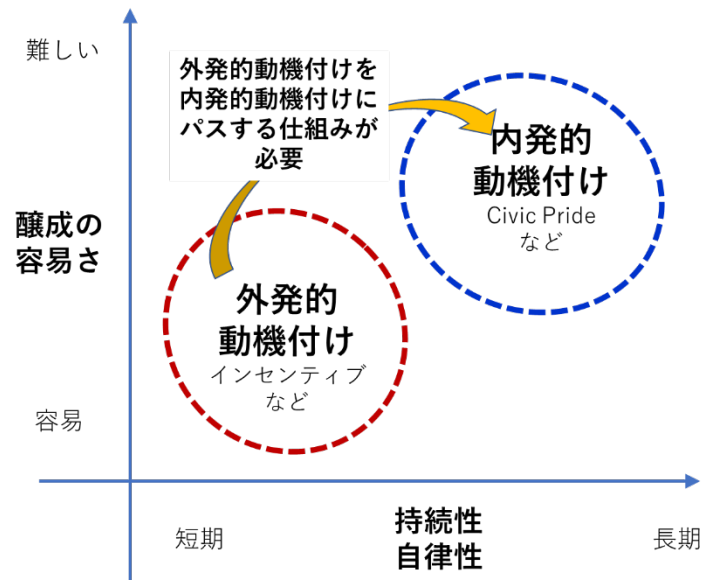 難しい
外発的動機付けを
内発的動機付けに
パスする仕組みが
必要
内発的
動機付け
Civic Pride
など
醸成の
容易さ
外発的
動機付け
インセンティブ
など
容易
短期
持続性
自律性
長期